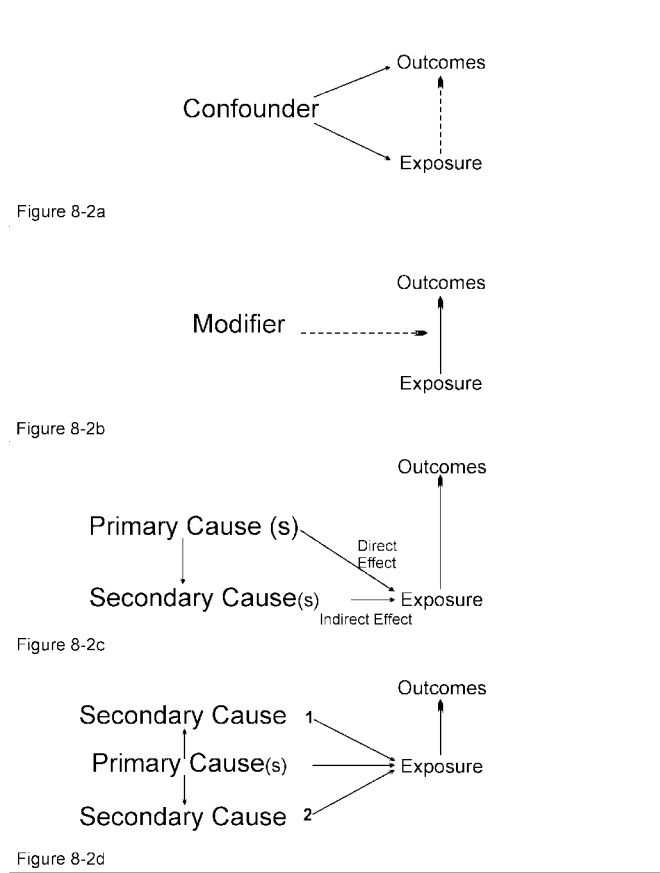 Outcomes
Confounder
Exposure
Figure 8-2a
Outcomes
Modifier
Exposure
Figure 8-2b
Outcomes
Primary Cause (s)
Direct
Effect
Secondary Cause(s)
Exposure
Indirect Effect
Figure 8-2c
Outcomes
Secondary Cause 1
Primary Cause(s)
Exposure
Secondary Cause 2
Figure 8-2d